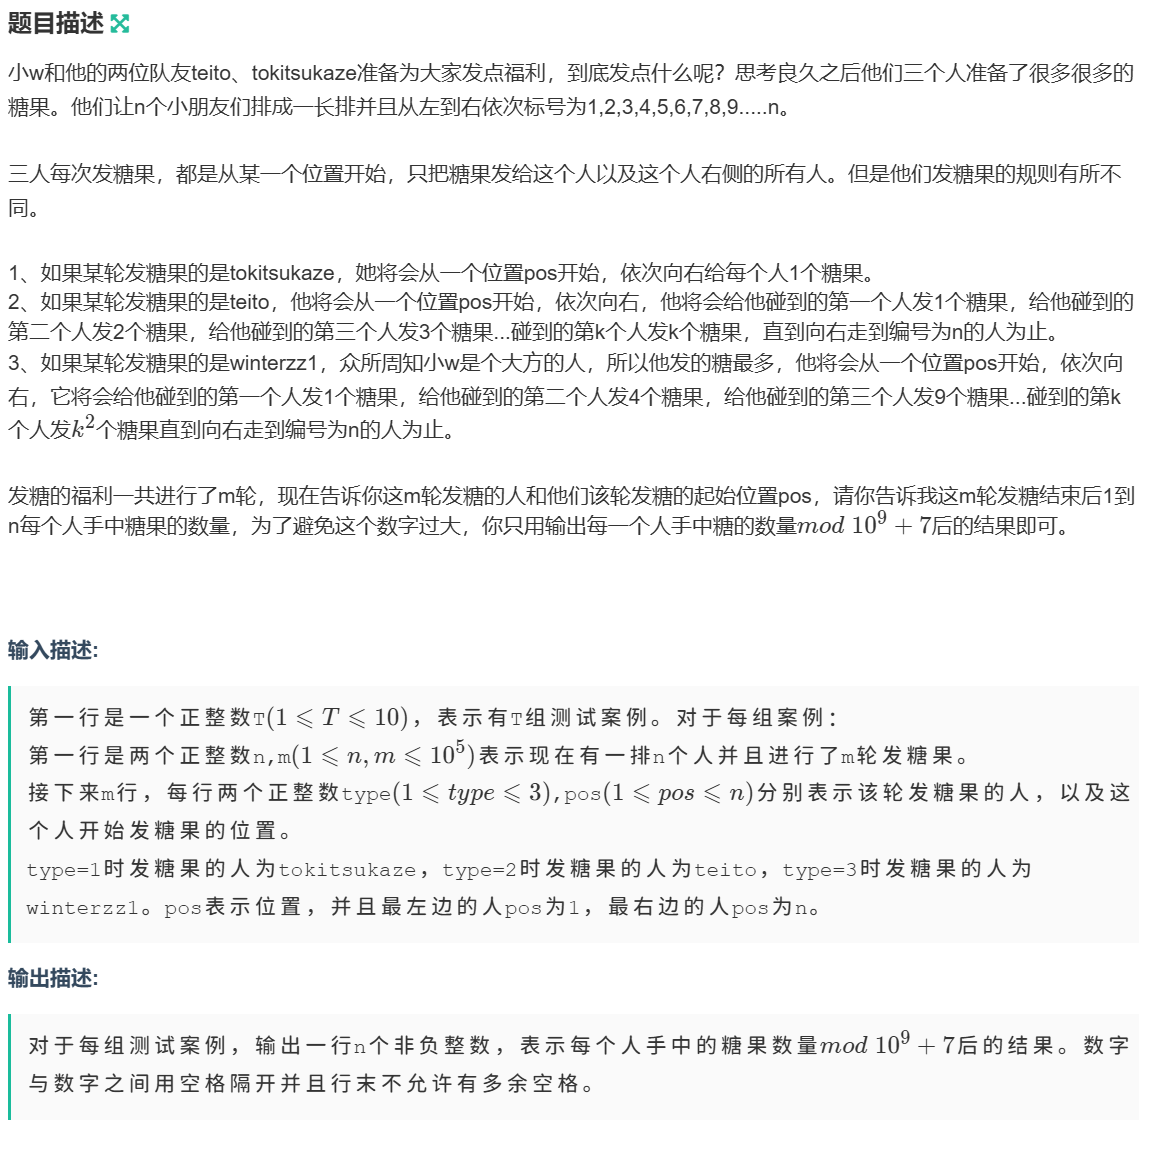 题目描述
小w和他的两位队友teito、tokitsukaze准备为大家发点福利，到底发点什么呢？思考良久之后他们三个人准备了很多很多的
糖果。他们让n个小朋友们排成一长排并且从左到右依次标号为1,2,3,4,5,6,7,8,9.....n。
三人每次发糖果，都是从某一个位置开始，只把糖果发给这个人以及这个人右侧的所有人。但是他们发糖果的规则有所不
同。
1、如果某轮发糖果的是tokitsukaze，她将会从一个位置pos开始，依次向右给每个人1个糖果。
2、如果某轮发糖果的是teito，他将会从一个位置pos开始，依次向右，他将会给他碰到的第一个人发1个糖果，给他碰到的
第二个人发2个糖果，给他碰到的第三个人发3个糖果...碰到的第k个人发k个糖果，直到向右走到编号为n的人为止。
3、如果某轮发糖果的是winterzz1，众所周知小w是个大方的人，所以他发的糖最多，他将会从一个位置pos开始，依次向
右，它将会给他碰到的第一个人发1个糖果，给他碰到的第二个人发4个糖果，给他碰到的第三个人发9个糖果...碰到的第k
个人发k²个糖果直到向右走到编号为n的人为止。
发糖的福利一共进行了m轮，现在告诉你这m轮发糖的人和他们该轮发糖的起始位置pos，请你告诉我这m轮发糖结束后1到
n每个人手中糖果的数量，为了避免这个数字过大，你只用输出每一个人手中糖的数量mod 10⁹ + 7后的结果即可。
输入描述:
第一行是一个正整数T(1 ⩽ T ⩽ 10)，表示有T组测试案例。对于每组案例：
第一行是两个正整数n,m(1 ⩽ n, m ⩽ 10⁵)表示现在有一排n个人并且进行了m轮发糖果。
接下来m行，每行两个正整数type(1 ⩽ type ⩽ 3),pos(1 ⩽ pos ⩽ n)分别表示该轮发糖果的人，以及这
个人开始发糖果的位置。
type=1时发糖果的人为tokitsukaze，type=2时发糖果的人为teito，type=3时发糖果的人为
winterzz1。pos表示位置，并且最左边的人pos为1，最右边的人pos为n。
输出描述:
对于每组测试案例，输出一行n个非负整数，表示每个人手中的糖果数量mod 10⁹ + 7后的结果。数字
与数字之间用空格隔开并且行末不允许有多余空格。